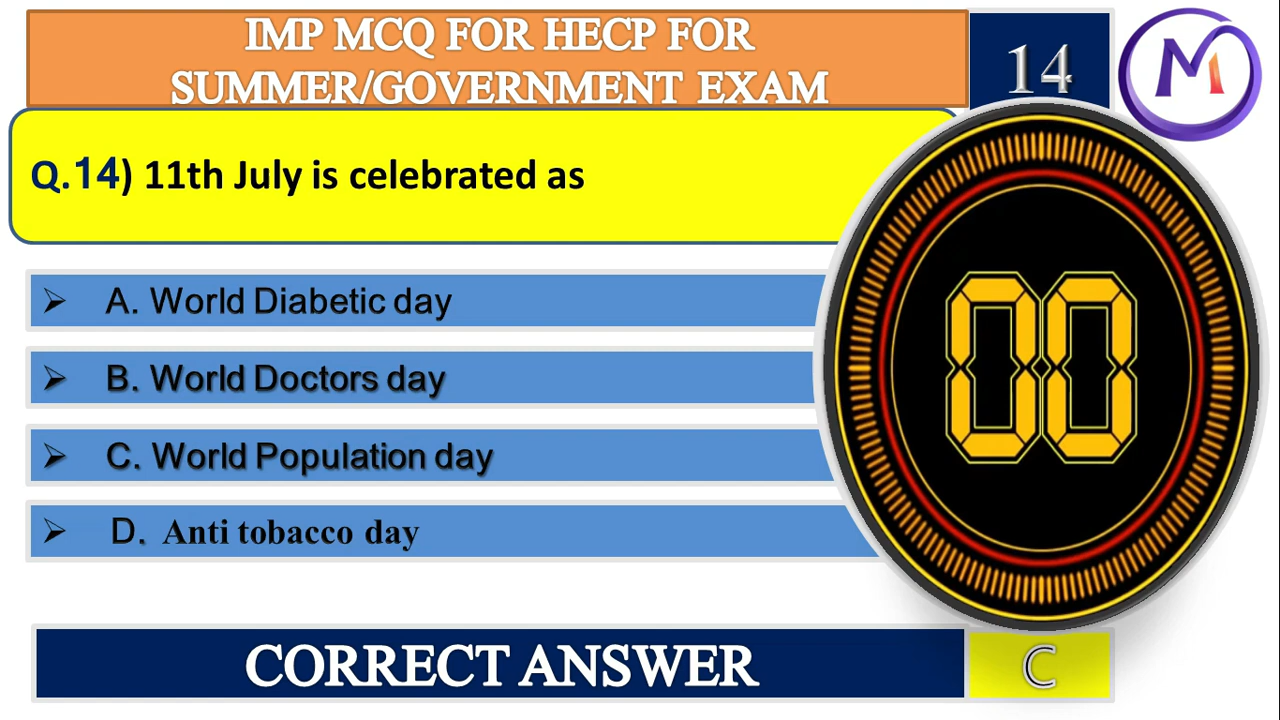 IMP MCQ FOR HECP FOR
SUMMER/GOVERNMENT EXAM
14
M
Q.14) 11th July is celebrated as
➢ A. World Diabetic day
➢ B. World Doctors day
➢ C. World Population day
➢ D. Anti tobacco day
00
CORRECT ANSWER
C